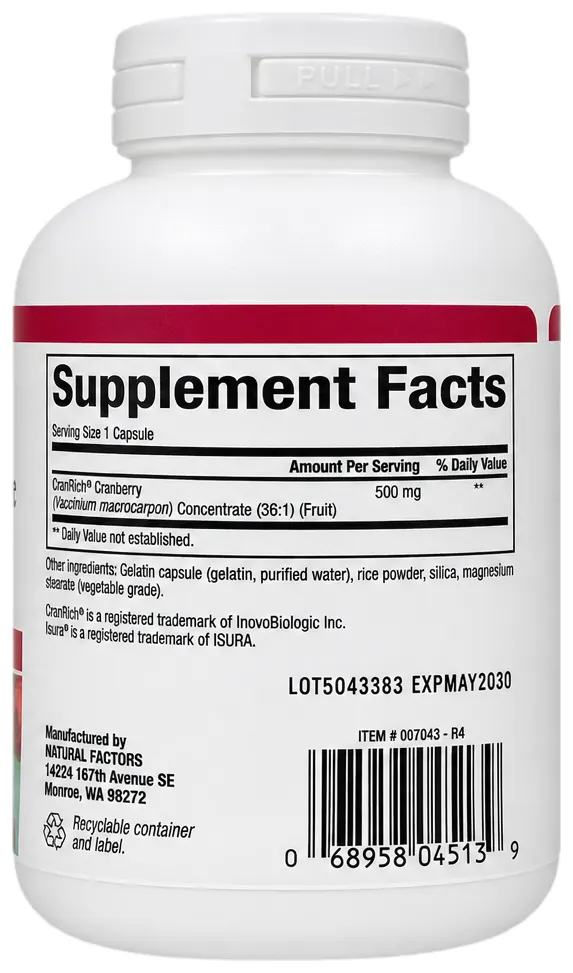 PULL
Supplement Facts
Serving Size 1 Capsule
Amount Per Serving % Daily Value
CranRich® Cranberry 500 mg **
(Vaccinium macrocarpon) Concentrate (36:1) (Fruit)
** Daily Value not established.
Other ingredients: Gelatin capsule (gelatin, purified water), rice powder, silica, magnesium
stearate (vegetable grade).
CranRich® is a registered trademark of InovoBiologic Inc.
Isura® is a registered trademark of ISURA.
LOT5043383 EXPMAY2030
Manufactured by
NATURAL FACTORS
14224 167th Avenue SE
Monroe, WA 98272
Recyclable container
and label.
ITEM # 007043 - R4
0 68958 04513 9